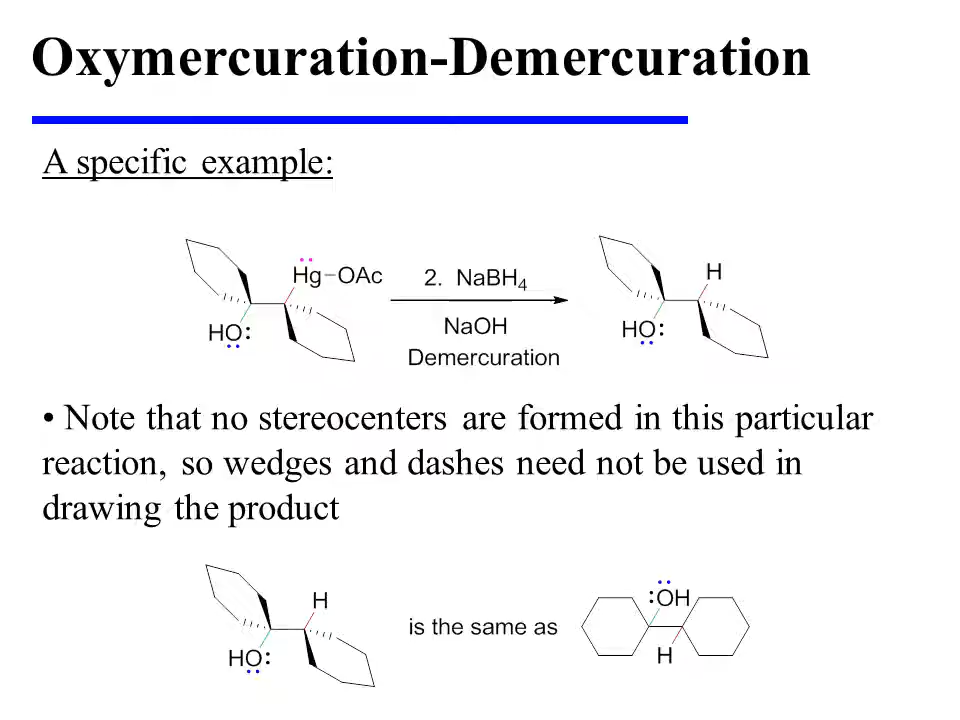 Oxymercuration-Demercuration
A specific example:
Hg-OAc
HO:
2. NaBH4
NaOH
Demercuration
H
HO:
• Note that no stereocenters are formed in this particular
reaction, so wedges and dashes need not be used in
drawing the product
H
HO:
is the same as
:OH
H